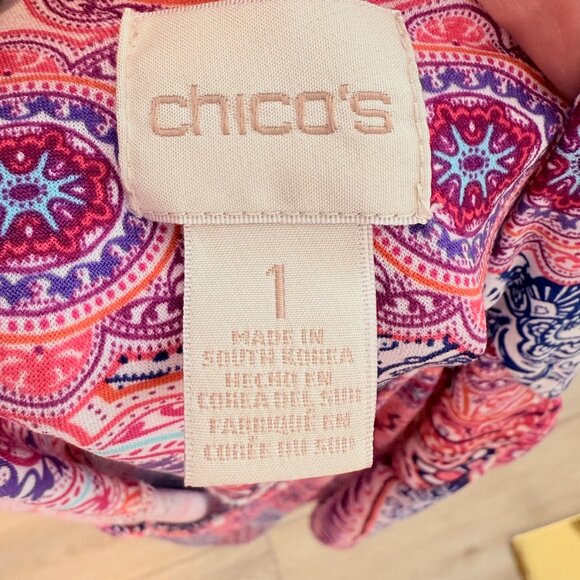 chico's
1
MADE IN
SOUTH KOREA
HECHO EN
COREA DEL SUR
FABRIQUÉ EN
CORÉE DU SUD